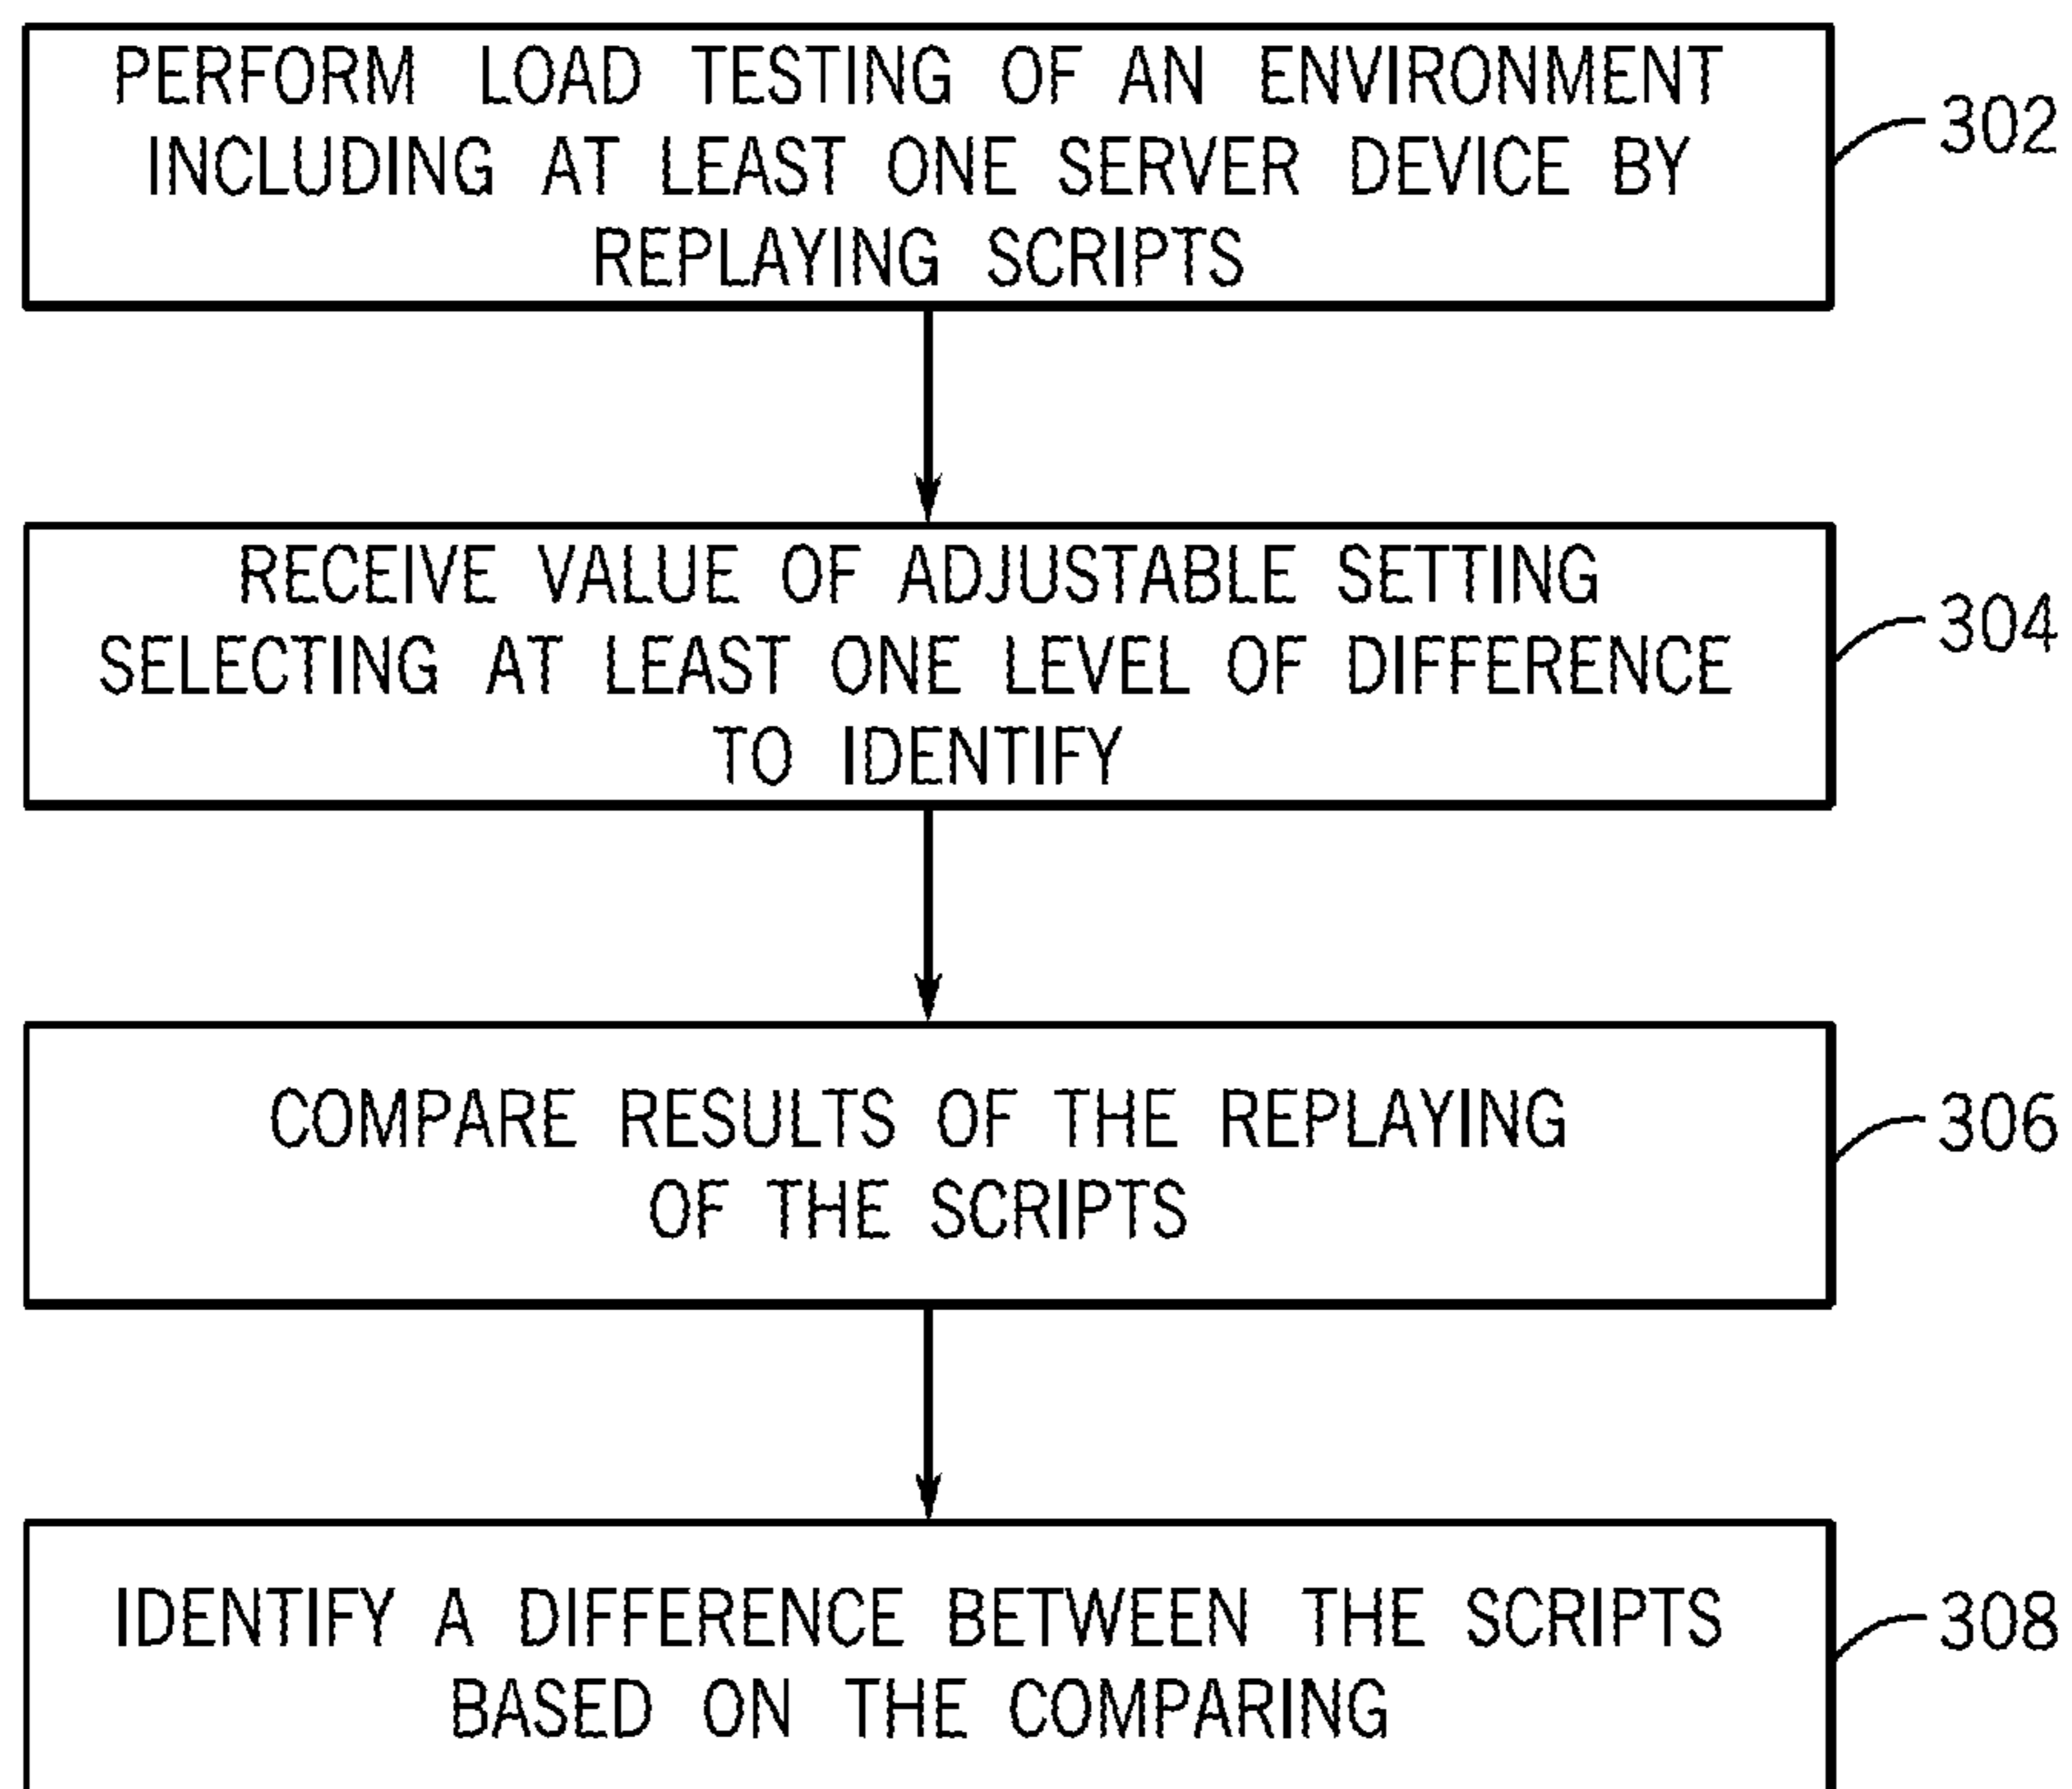 PERFORM LOAD TESTING OF AN ENVIRONMENT
INCLUDING AT LEAST ONE SERVER DEVICE BY
REPLAYING SCRIPTS
302
RECEIVE VALUE OF ADJUSTABLE SETTING
SELECTING AT LEAST ONE LEVEL OF DIFFERENCE
TO IDENTIFY
304
COMPARE RESULTS OF THE REPLAYING
OF THE SCRIPTS
306
IDENTIFY A DIFFERENCE BETWEEN THE SCRIPTS
BASED ON THE COMPARING
308